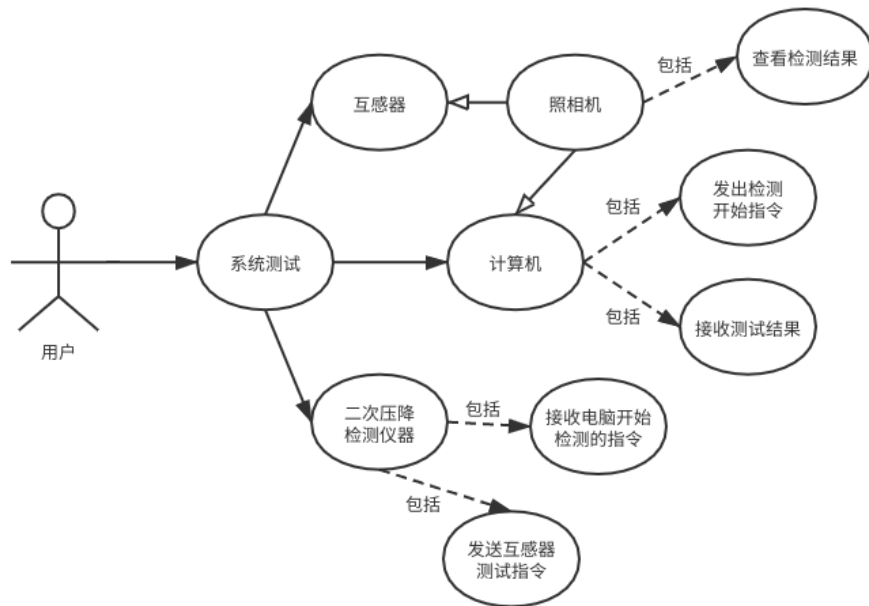 包括
查看检测结果
互感器
照相机
发出检测
开始指令
包括
系统测试
计算机
包括
接收测试结果
用户
二次压降
检测仪器
包括
接收电脑开始
检测的指令
包括
发送互感器
测试指令